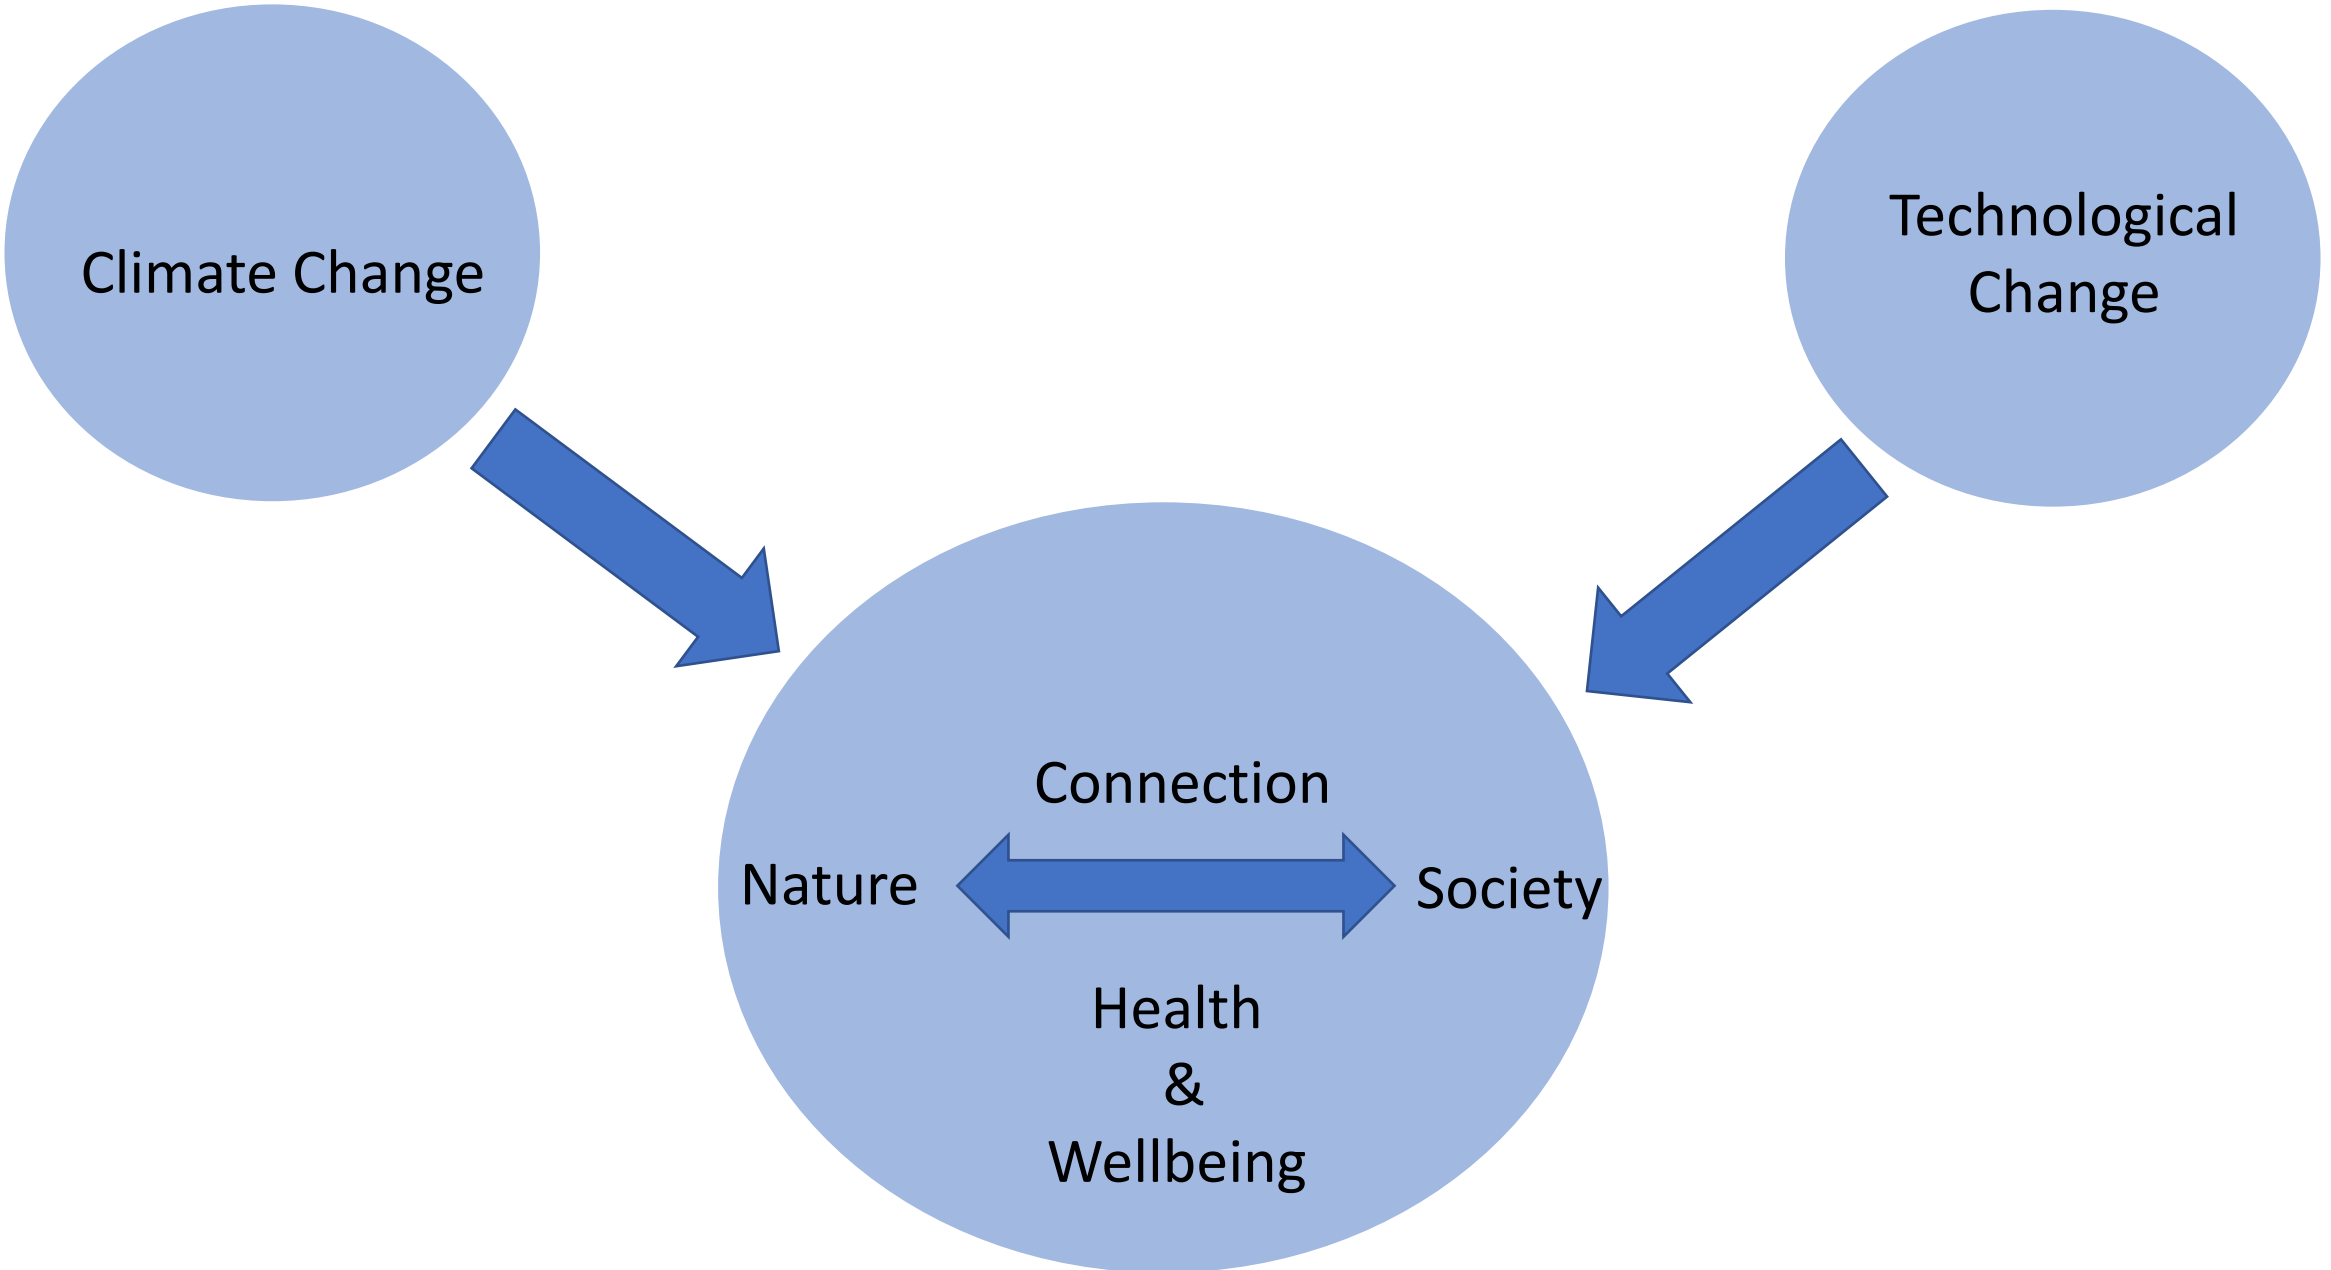 Climate Change
Technological
Change
Connection
Nature
Society
Health
&
Wellbeing